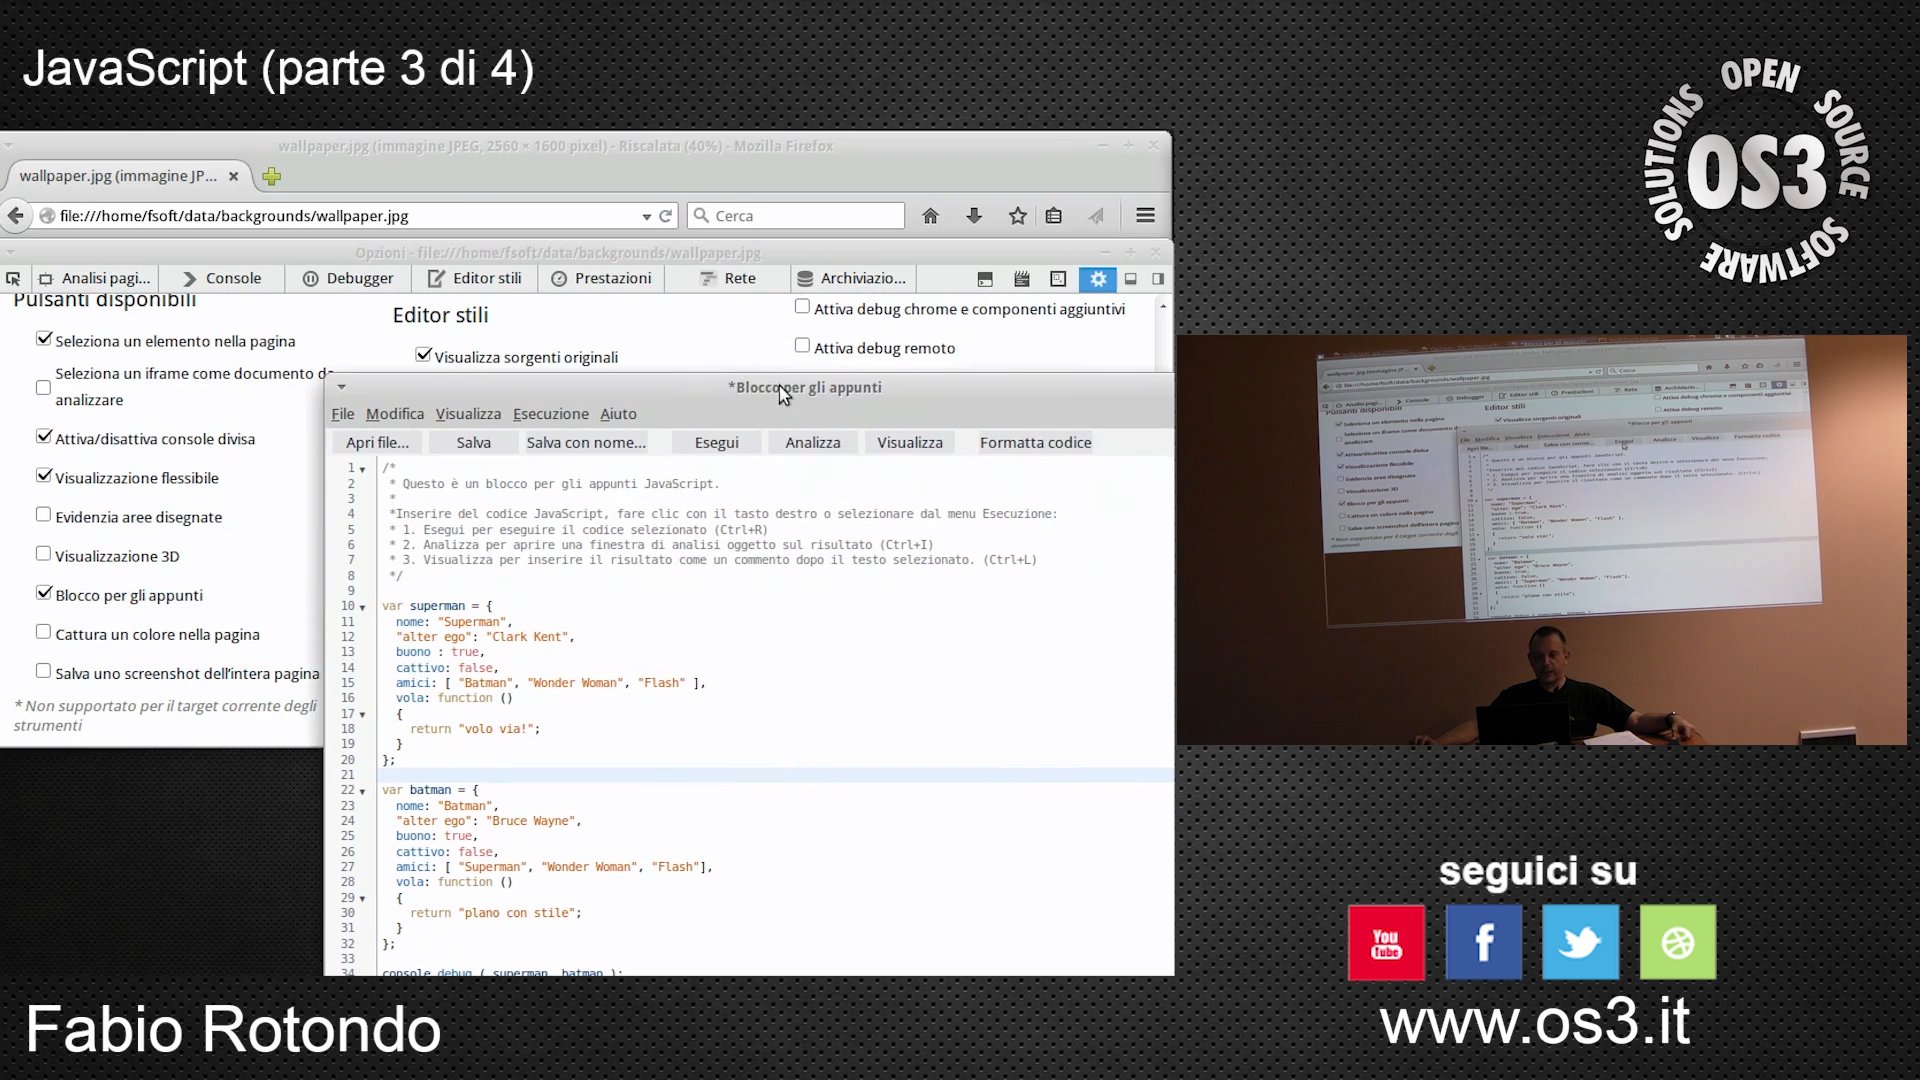 JavaScript (parte 3 di 4)
OPEN SOURCE SOFTWARE SOLUTIONS
OS3
wallpaper.jpg (immagine JPEG, 2560 × 1600 pixel) - Riscalata (40%) - Mozilla Firefox
wallpaper.jpg (immagine JP...
file:///home/fsoft/data/backgrounds/wallpaper.jpg
Cerca
Opzioni - file:///home/fsoft/data/backgrounds/wallpaper.jpg
Analisi pagi... Console Debugger Editor stili Prestazioni Rete Archiviazio...
Pulsanti disponibili
Seleziona un elemento nella pagina
Seleziona un iframe come documento da
analizzare
Attiva/disattiva console divisa
Visualizzazione flessibile
Evidenzia aree disegnate
Visualizzazione 3D
Blocco per gli appunti
Cattura un colore nella pagina
Salva uno screenshot dell'intera pagina
* Non supportato per il target corrente degli
strumenti
Editor stili
Visualizza sorgenti originali
Attiva debug chrome e componenti aggiuntivi
Attiva debug remoto
*Blocco per gli appunti
File Modifica Visualizza Esecuzione Aiuto
Apri file... Salva Salva con nome... Esegui Analizza Visualizza Formatta codice
1 /*
2 * Questo è un blocco per gli appunti JavaScript.
3 *
4 *Inserire del codice JavaScript, fare clic con il tasto destro o selezionare dal menu Esecuzione:
5 * 1. Esegui per eseguire il codice selezionato (Ctrl+R)
6 * 2. Analizza per aprire una finestra di analisi oggetto sul risultato (Ctrl+I)
7 * 3. Visualizza per inserire il risultato come un commento dopo il testo selezionato. (Ctrl+L)
8 */
9
10 var superman = {
11 nome: "Superman",
12 "alter ego": "Clark Kent",
13 buono : true,
14 cattivo: false,
15 amici: [ "Batman", "Wonder Woman", "Flash" ],
16 vola: function ()
17 {
18 return "volo via!";
19 }
20 };
21
22 var batman = {
23 nome: "Batman",
24 "alter ego": "Bruce Wayne",
25 buono: true,
26 cattivo: false,
27 amici: [ "Superman", "Wonder Woman", "Flash"],
28 vola: function ()
29 {
30 return "plano con stile";
31 }
32 };
33
34 console.debug ( superman, batman );
seguici su
You Tube
f
www.os3.it
Fabio Rotondo